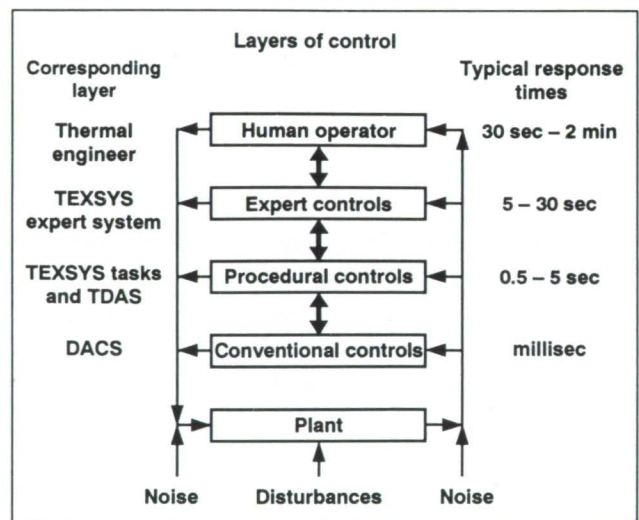 Layers of control
Corresponding
layer
Typical response
times
Thermal
engineer
Human operator
30 sec – 2 min
TEXSYS
expert system
Expert controls
5 – 30 sec
TEXSYS tasks
and TDAS
Procedural controls
0.5 – 5 sec
DACS
Conventional controls
millisec
Plant
Noise
Disturbances
Noise